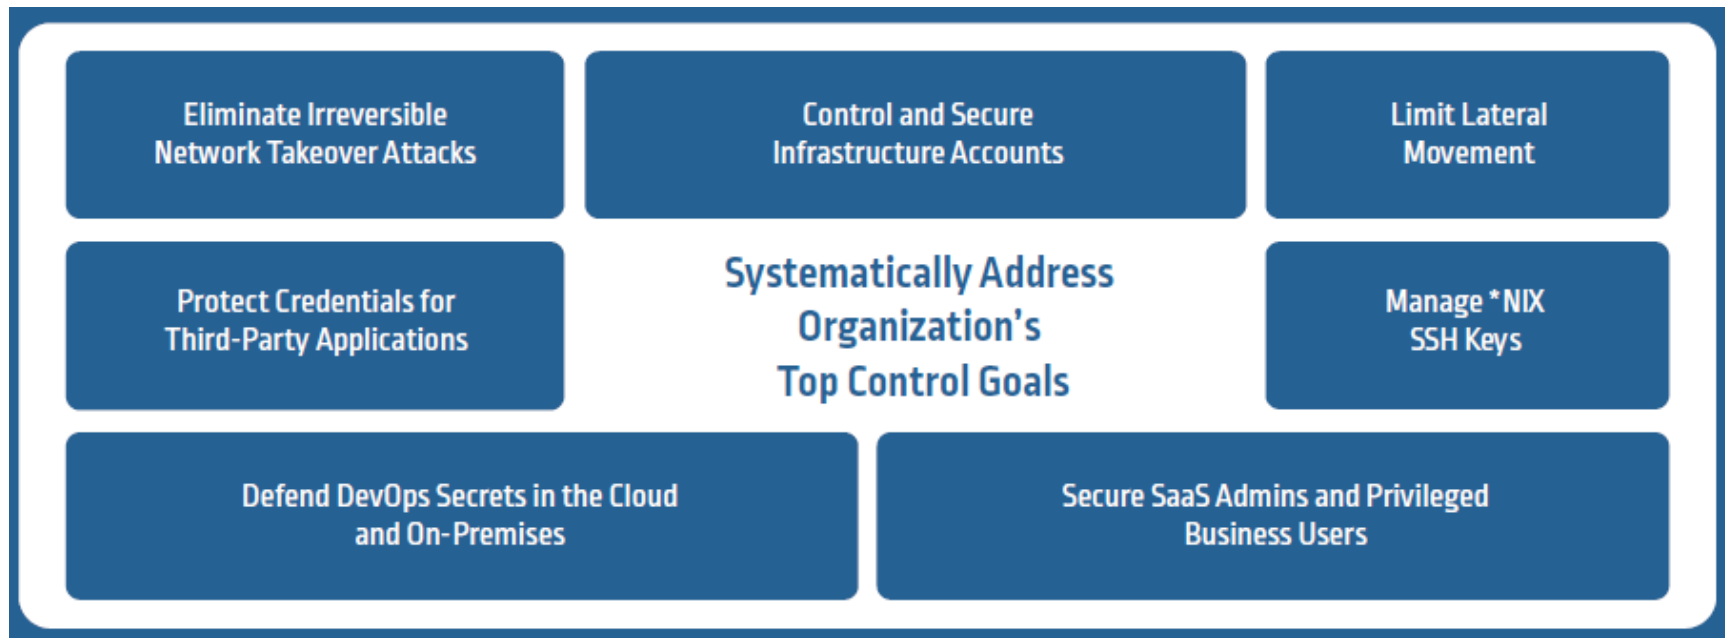 Eliminate Irreversible
Network Takeover Attacks
Control and Secure
Infrastructure Accounts
Limit Lateral
Movement
Protect Credentials for
Third-Party Applications
Systematically Address
Organization’s
Top Control Goals
Manage *NIX
SSH Keys
Defend DevOps Secrets in the Cloud
and On-Premises
Secure SaaS Admins and Privileged
Business Users